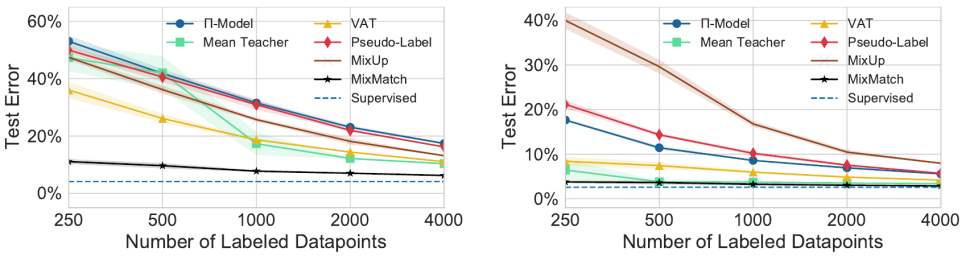 60%
40%
20%
0%
Test Error
Π-Model
Mean Teacher
VAT
Pseudo-Label
MixUp
MixMatch
Supervised
250 500 1000 2000 4000
Number of Labeled Datapoints
40%
30%
20%
10%
0%
Test Error
Π-Model
Mean Teacher
VAT
Pseudo-Label
MixUp
MixMatch
Supervised
250 500 1000 2000 4000
Number of Labeled Datapoints